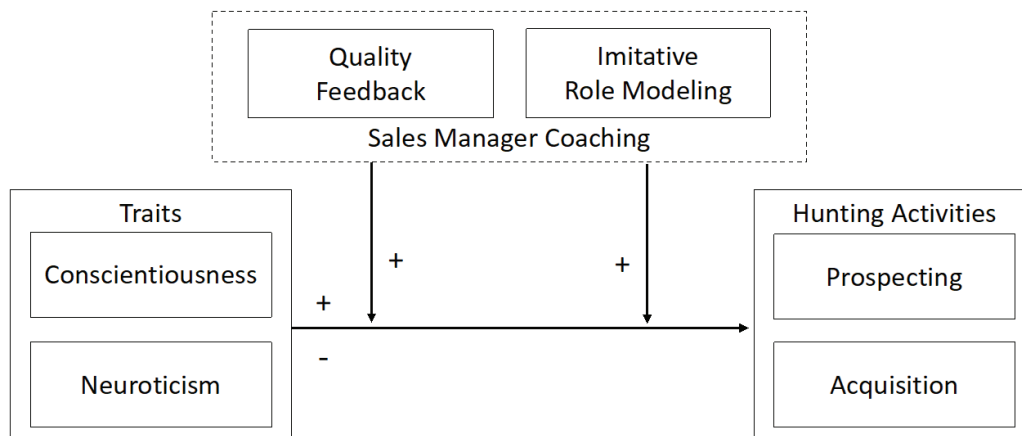 Quality
Feedback
Imitative
Role Modeling
Sales Manager Coaching
Traits
Conscientiousness
Neuroticism
+
-
+
+
Hunting Activities
Prospecting
Acquisition